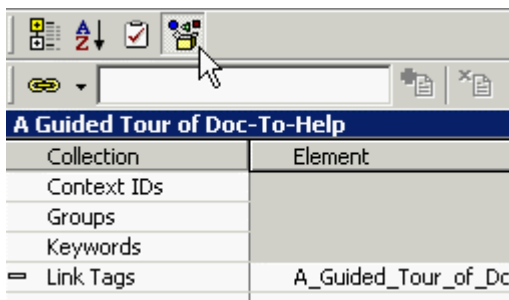 A Guided Tour of Doc-To-Help
Collection Element
Context IDs
Groups
Keywords
Link Tags A_Guided_Tour_of_Dc